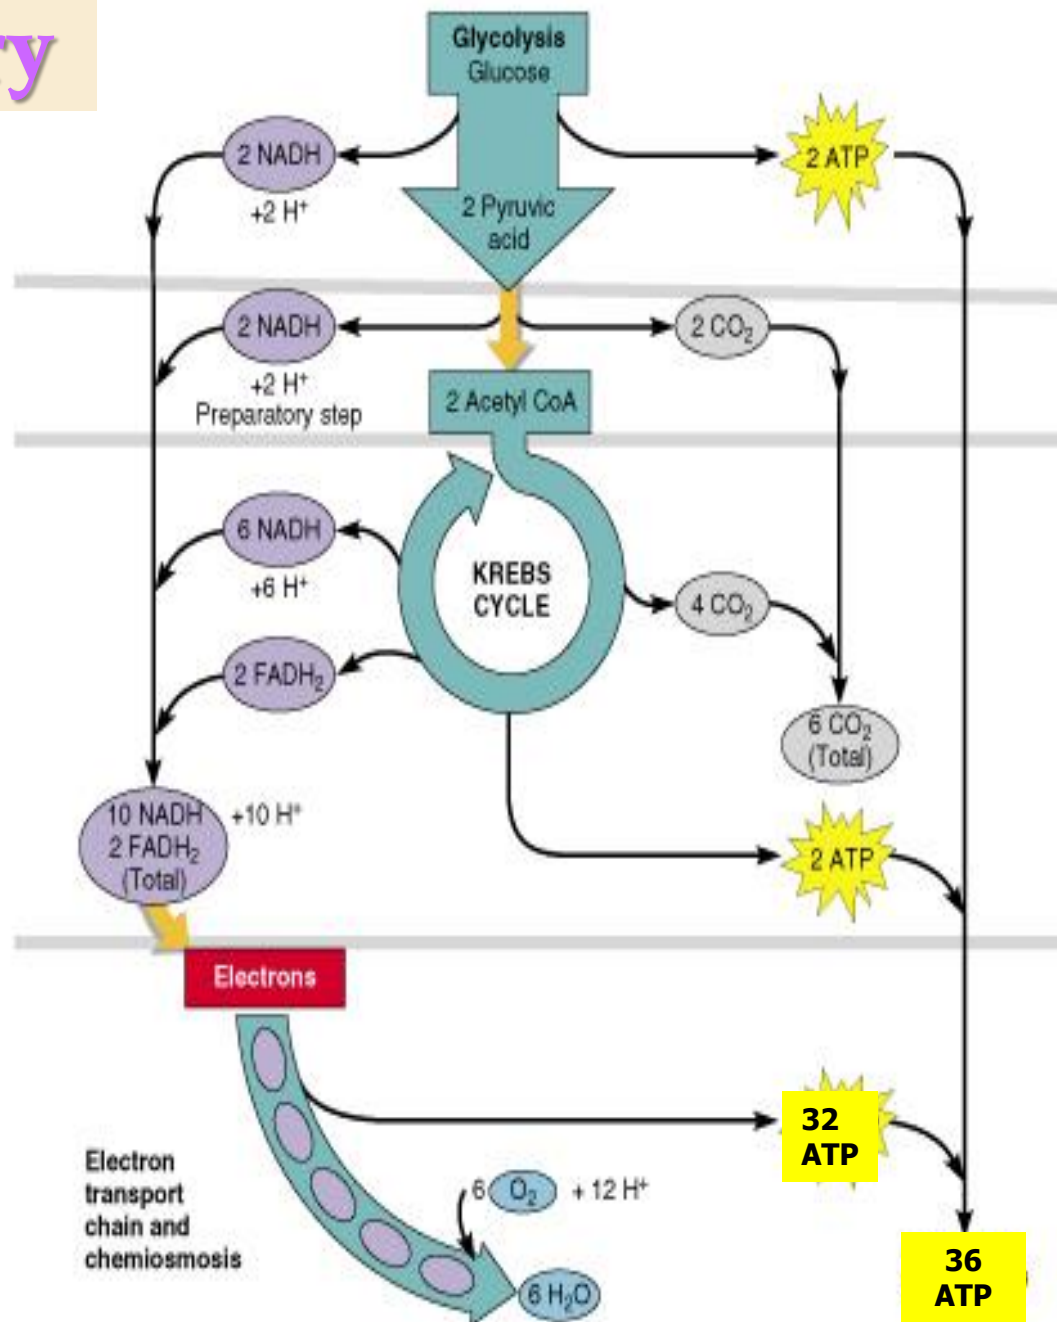 ry
Glycolysis
Glucose
2 NADH
+2 H⁺
2 ATP
2 Pyruvic
acid
2 NADH
+2 H⁺
Preparatory step
2 CO₂
2 Acetyl CoA
6 NADH
+6 H⁺
KREBS
CYCLE
4 CO₂
2 FADH₂
6 CO₂
(Total)
10 NADH
2 FADH₂
(Total)
+10 H⁺
2 ATP
Electrons
32
ATP
Electron
transport
chain and
chemiosmosis
6 O₂ + 12 H⁺
6 H₂O
36
ATP